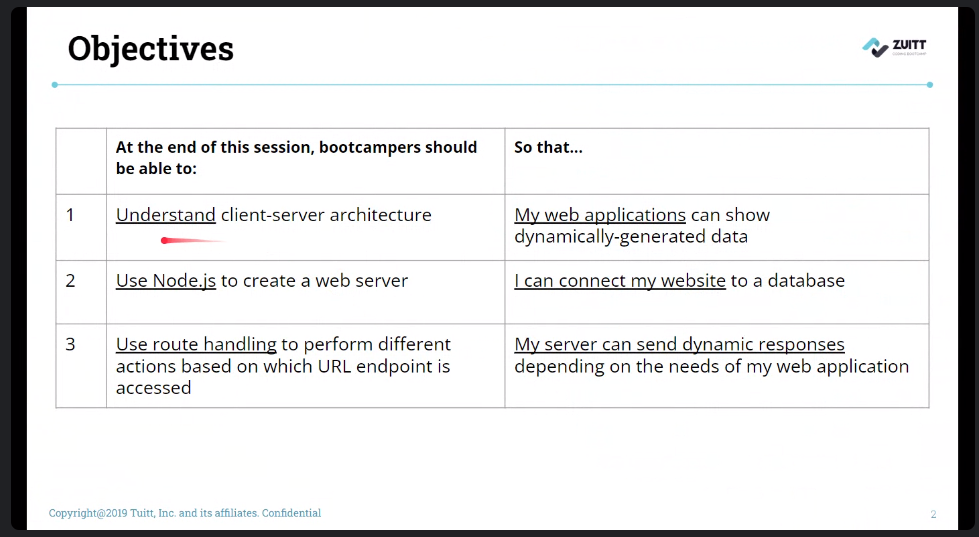 Objectives
ZUITT
At the end of this session, bootcampers should
be able to:
So that...
1
Understand client-server architecture
My web applications can show
dynamically-generated data
2
Use Node.js to create a web server
I can connect my website to a database
3
Use route handling to perform different
actions based on which URL endpoint is
accessed
My server can send dynamic responses
depending on the needs of my web application
Copyright@2019 Tuitt, Inc. and its affiliates. Confidential
2